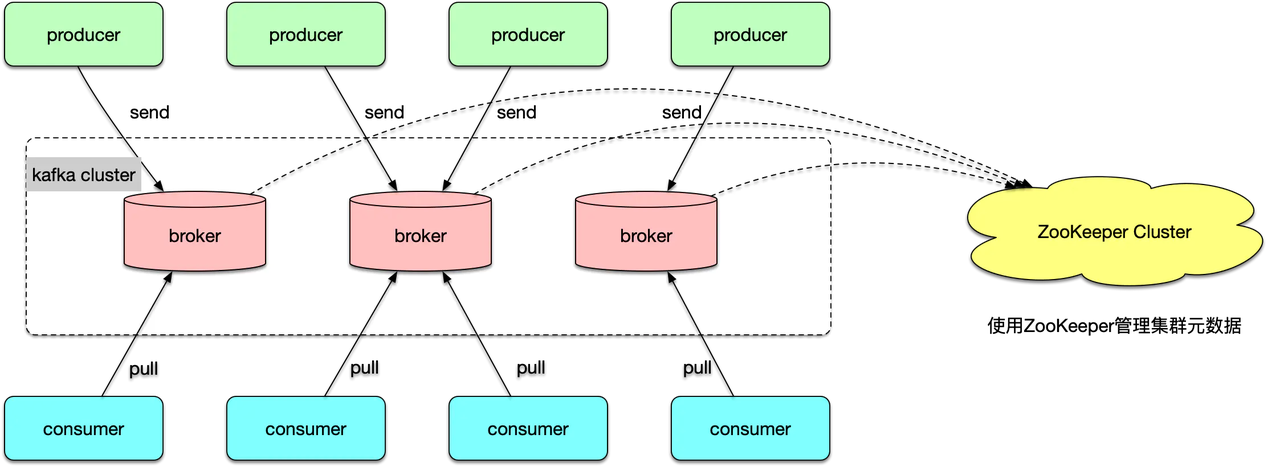 producer
producer
producer
producer
send
send
send
send
kafka cluster
broker
broker
broker
ZooKeeper Cluster
使用ZooKeeper管理集群元数据
pull
pull
pull
pull
consumer
consumer
consumer
consumer